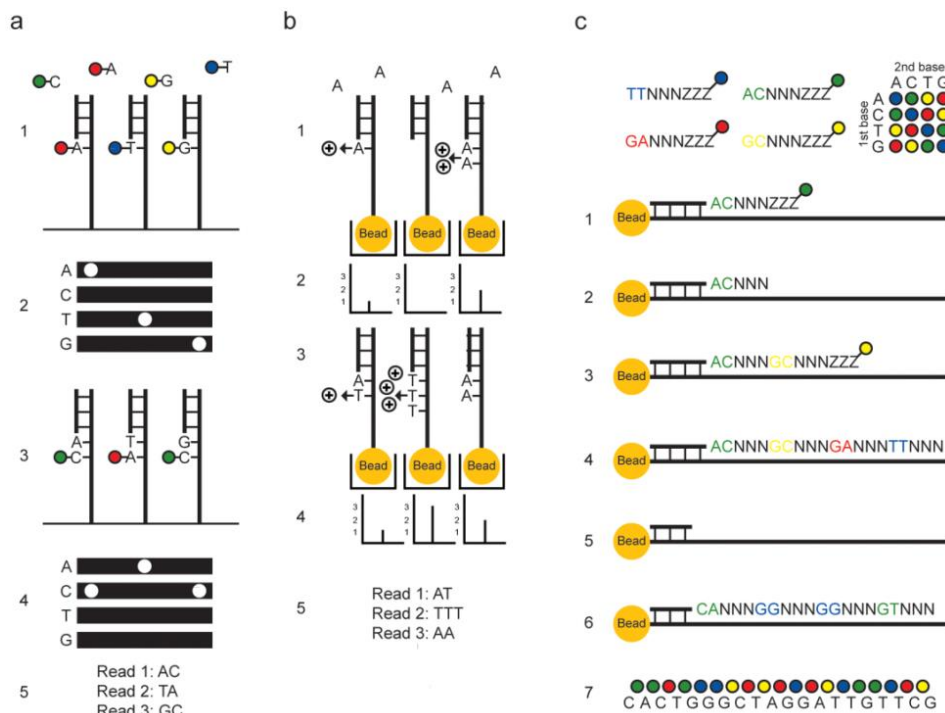 a
C A G T
1
A T G
A
C
2
T
G
3
A T G
C A C
A
C
4
T
G
Read 1: AC
5
Read 2: TA
Read 3: GC
b
A A A A
1
A A
A
Bead Bead Bead
2
3 3 3
2 2 2
1 1 1
3
A T A
T T A
T
Bead Bead Bead
4
3 3 3
2 2 2
1 1 1
Read 1: AT
5
Read 2: TTT
Read 3: AA
c
TTNNNZZZ ACNNNZZZ
GANNNZZZ GCNNNZZZ
2nd base
A C T G
1st base
A
C
T
G
1 Bead ACNNNZZZ
2 Bead ACNNN
3 Bead ACNNNGCNNNZZZ
4 Bead ACNNNGCNNNGANNNTTNNN
5 Bead
6 Bead CANNNGGNNNGGNNNGTNNN
7 CACTGGGCTAGGATTGTTCG